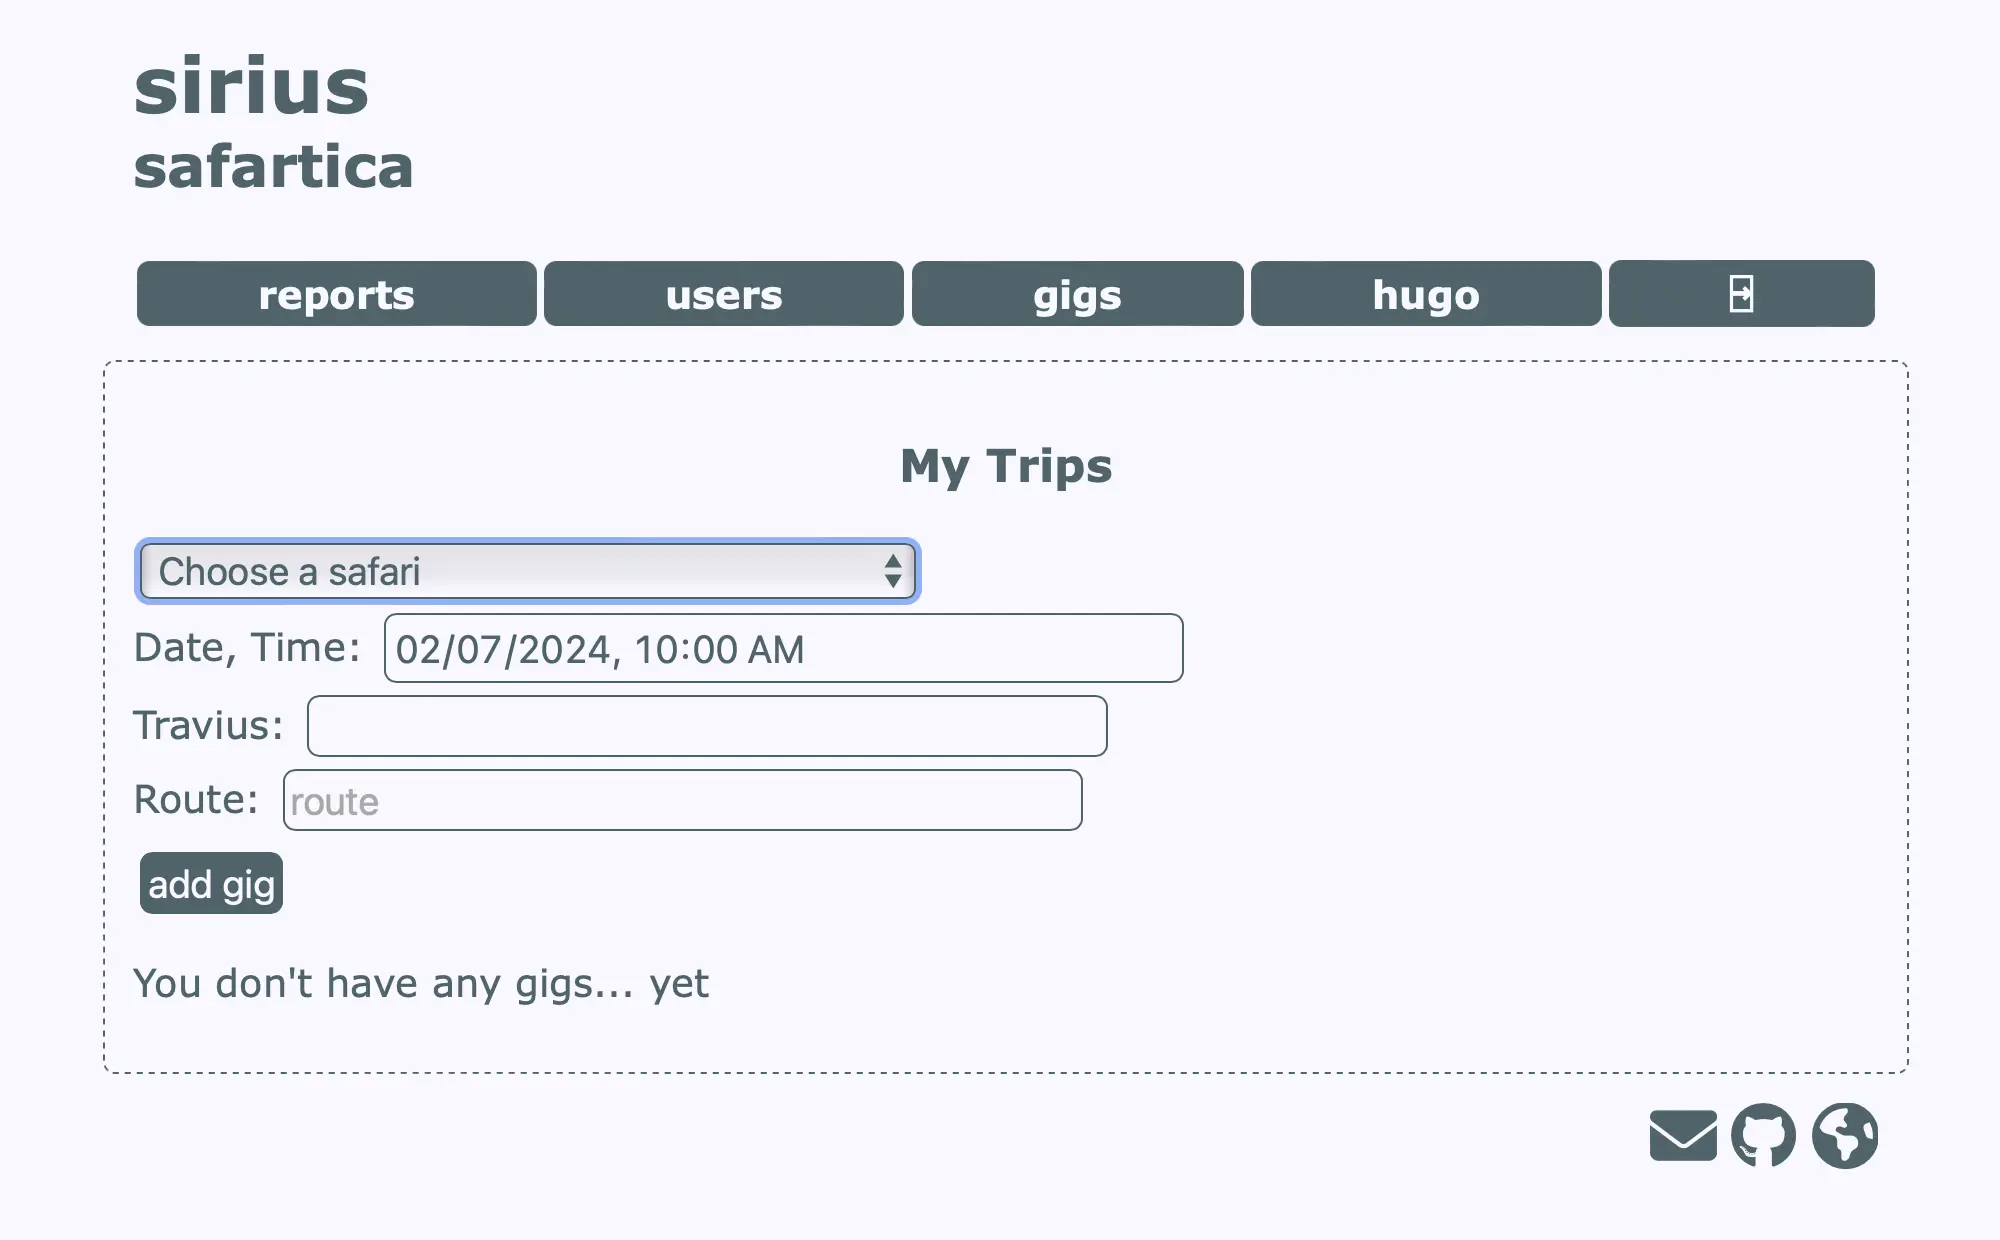 sirius
safartica
reports users gigs hugo
My Trips
Choose a safari
Date, Time: 02/07/2024, 10:00 AM
Travius:
Route: route
add gig
You don't have any gigs... yet